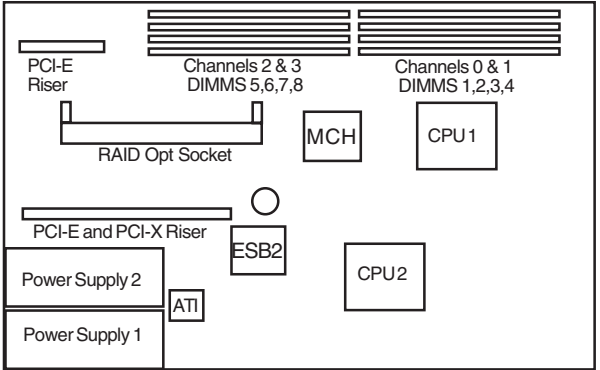 PCI-E
Riser
Channels 2 & 3
DIMMS 5,6,7,8
Channels 0 & 1
DIMMS 1,2,3,4
MCH
CPU1
RAID Opt Socket
PCI-E and PCI-X Riser
ESB2
CPU2
Power Supply 2
ATI
Power Supply 1